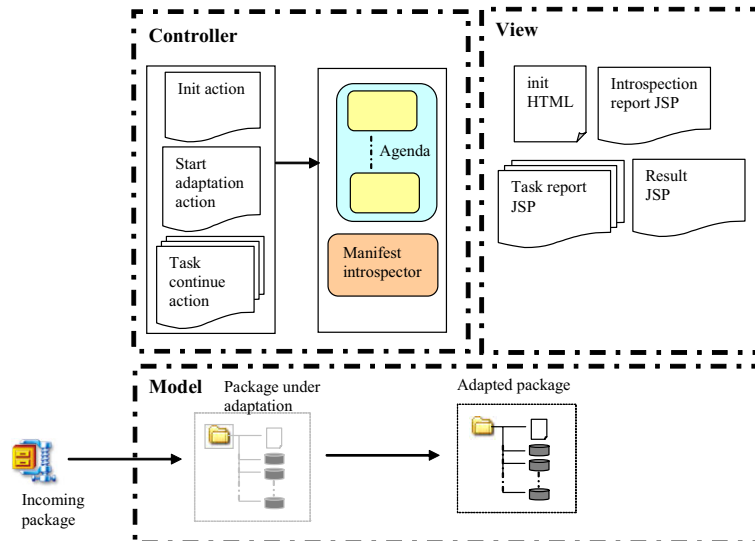 Controller
Init action
Start
adaptation
action
Task
continue
action
Agenda
Manifest
introspector
View
init
HTML
Introspection
report JSP
Task report
JSP
Result
JSP
Model
Package under
adaptation
Adapted package
Incoming
package